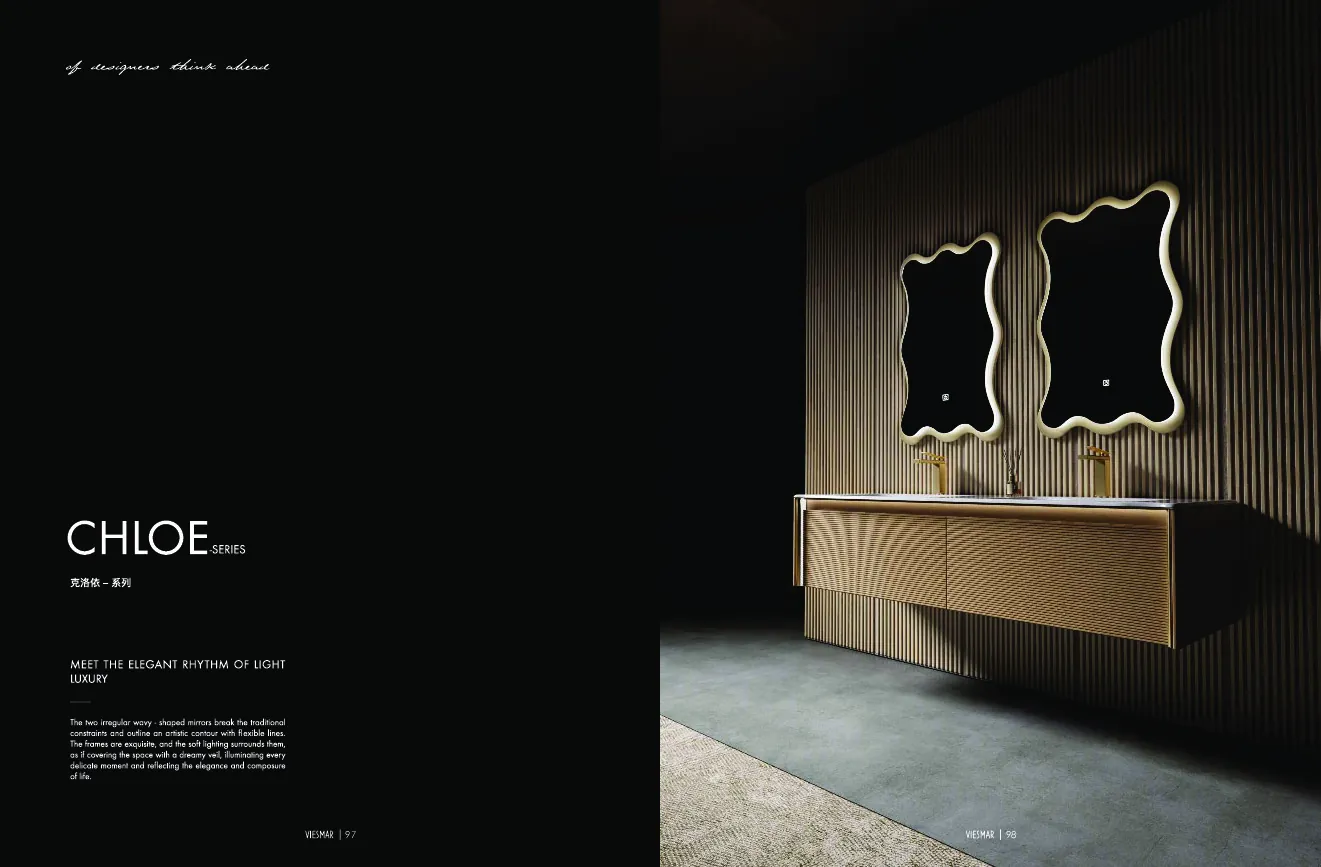 of designers think ahead
CHLOE-SERIES
克洛依 – 系列
MEET THE ELEGANT RHYTHM OF LIGHT
LUXURY
The two irregular wavy - shaped mirrors break the traditional
constraints and outline an artistic contour with flexible lines.
The frames are exquisite, and the soft lighting surrounds them,
as if covering the space with a dreamy veil, illuminating every
delicate moment and reflecting the elegance and composure
of life.
VIESMAR | 97
VIESMAR | 98